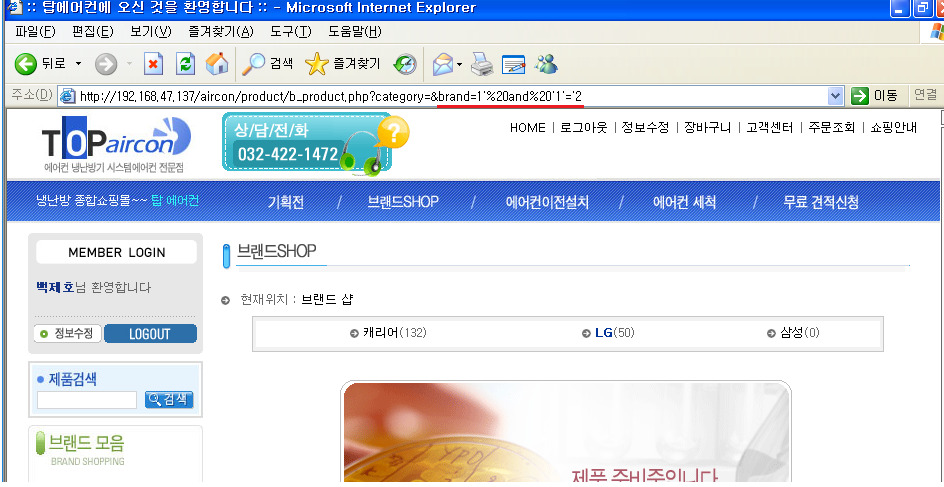 :: 탑에어컨에 오신 것을 환영합니다 :: - Microsoft Internet Explorer
파일(F) 편집(E) 보기(V) 즐겨찾기(A) 도구(T) 도움말(H)
뒤로 검색 즐겨찾기
주소(D) http://192.168.47.137/aircon/product/b_product.php?category=&brand=1'%20and%20'1'='2 이동 연결
TOPaircon
에어컨 냉난방기 시스템에어컨 전문점
상/담/전/화
032-422-1472
?
HOME | 로그아웃 | 정보수정 | 장바구니 | 고객센터 | 주문조회 | 쇼핑안내
냉난방 종합쇼핑몰~~ 탑 에어컨
기획전 / 브랜드SHOP / 에어컨이전설치 / 에어컨 세척 / 무료 견적신청
MEMBER LOGIN
백제호님 환영합니다
정보수정 LOGOUT
제품검색
검색
브랜드 모음
BRAND SHOPPING
브랜드SHOP
현재위치 : 브랜드 샵
캐리어(132) LG(50) 삼성(0)
제품 준비중입니다